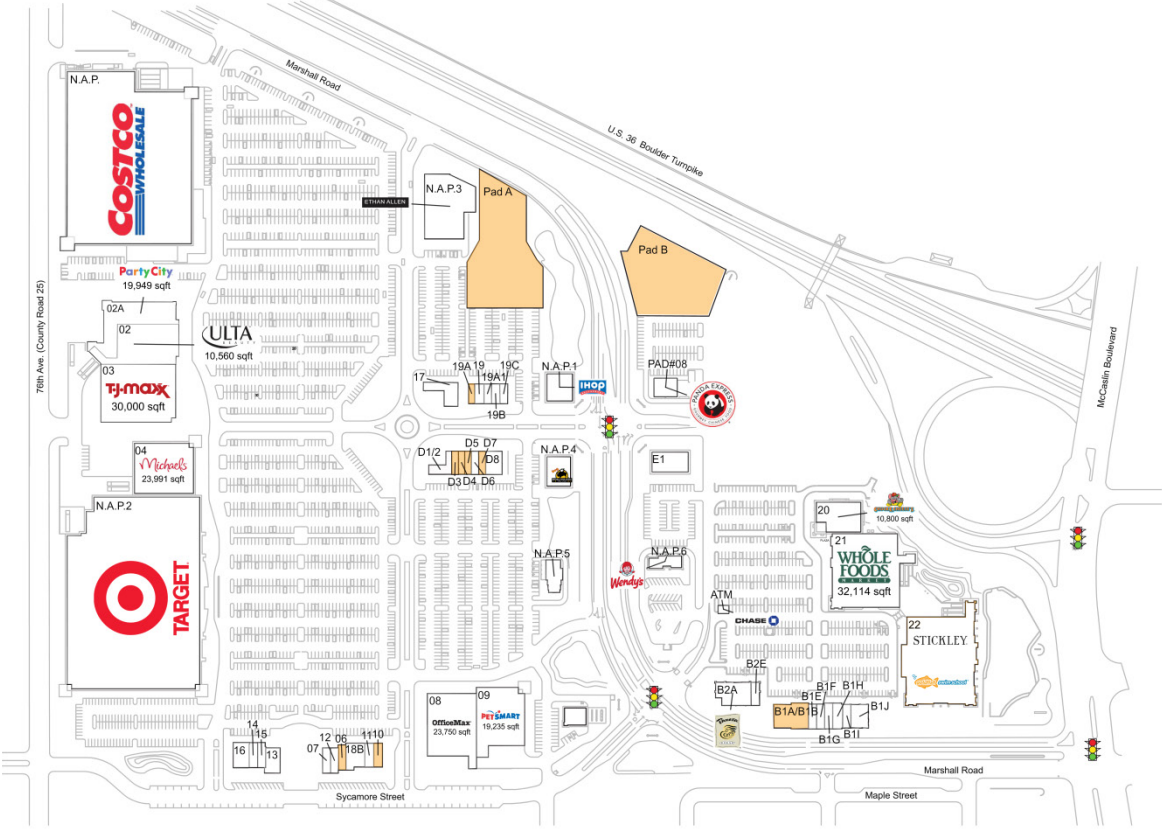 Marshall Road
N.A.P.
COSTCO
WHOLESALE
U.S. 36 Boulder Turnpike
N.A.P.3
ETHAN ALLEN
Pad A
Pad B
PartyCity
19,949 sqft
02A
02
ULTA
10,560 sqft
03
T.J.maxx
30,000 sqft
76th Ave. (County Road 25)
McCaslin Boulevard
17
19A
19
19C
19A1
19B
N.A.P.1
IHOP
PAD#08
PANDA EXPRESS
04
Michaels
23,991 sqft
D1/2
D5
D7
D8
D3
D4
D6
N.A.P.4
E1
N.A.P.2
TARGET
20
10,800 sqft
21
WHOLE
FOODS
MARKET
32,114 sqft
N.A.P.5
N.A.P.6
Wendy's
ATM
CHASE
22
STICKLEY
B2E
B2A
B1F
B1H
B1E
B1A/B1B
B1J
B1I
B1G
Panera
08
OfficeMax
23,750 sqft
09
PETSMART
19,235 sqft
14
15
16
13
12
06
07
18B
11
10
Marshall Road
Sycamore Street
Maple Street